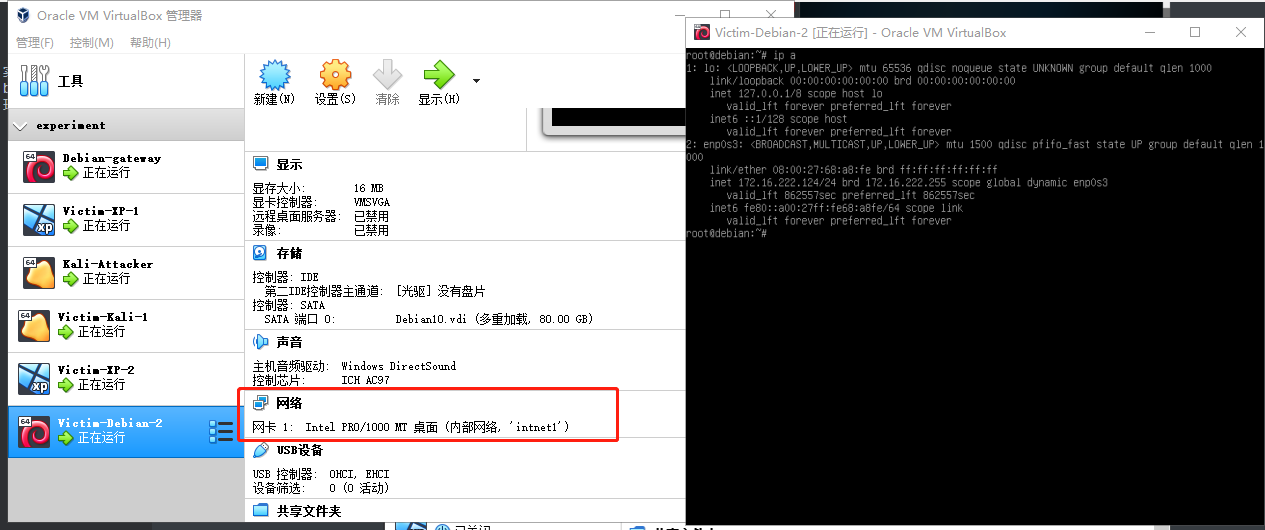 Oracle VM VirtualBox 管理器
管理(F) 控制(M) 帮助(H)
工具
新建(N) 设置(S) 清除 显示(H)
experiment
Debian-gateway
正在运行
Victim-XP-1
正在运行
Kali-Attacker
正在运行
Victim-Kali-1
正在运行
Victim-XP-2
正在运行
Victim-Debian-2
正在运行
显示
显存大小: 16 MB
显卡控制器: VMSVGA
远程桌面服务器: 已禁用
录像: 已禁用
存储
控制器: IDE
第二IDE控制器主通道: [光驱] 没有盘片
控制器: SATA
SATA 端口 0: Debian10.vdi (多重加载, 80.00 GB)
声音
主机音频驱动: Windows DirectSound
控制芯片: ICH AC97
网络
网卡 1: Intel PRO/1000 MT 桌面 (内部网络, 'intnet1')
USB设备
USB 控制器: OHCI, EHCI
设备筛选: 0 (0 活动)
共享文件夹
Victim-Debian-2 [正在运行] - Oracle VM VirtualBox
root@debian:~# ip a
1: lo: <LOOPBACK,UP,LOWER_UP> mtu 65536 qdisc noqueue state UNKNOWN group default qlen 1000
link/loopback 00:00:00:00:00:00 brd 00:00:00:00:00:00
inet 127.0.0.1/8 scope host lo
valid_lft forever preferred_lft forever
inet6 ::1/128 scope host
valid_lft forever preferred_lft forever
2: enp0s3: <BROADCAST,MULTICAST,UP,LOWER_UP> mtu 1500 qdisc pfifo_fast state UP group default qlen 1
000
link/ether 08:00:27:68:a8:fe brd ff:ff:ff:ff:ff:ff
inet 172.16.222.124/24 brd 172.16.222.255 scope global dynamic enp0s3
valid_lft 862557sec preferred_lft 862557sec
inet6 fe80::a00:27ff:fe68:a8fe/64 scope link
valid_lft forever preferred_lft forever
root@debian:~#